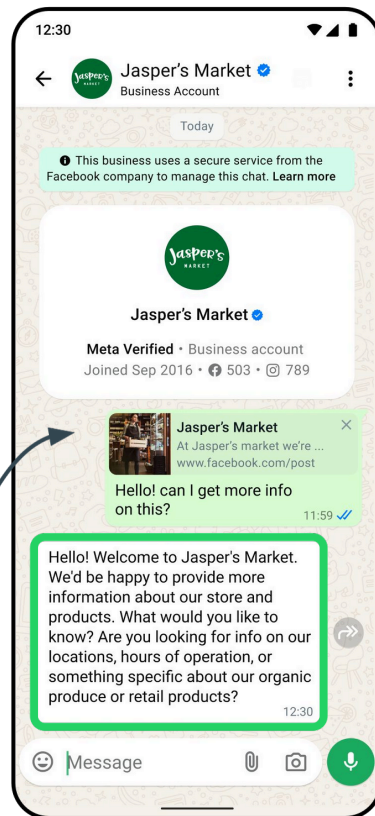 12:30
Jasper's
MARKET
Jasper's Market
Business Account
Today
This business uses a secure service from the
Facebook company to manage this chat. Learn more
Jasper's
MARKET
Jasper's Market
Meta Verified • Business account
Joined Sep 2016 • 503 • 789
Jasper's Market
At Jasper's market we're ...
www.facebook.com/post
Hello! can I get more info
on this?
11:59
Hello! Welcome to Jasper's Market.
We'd be happy to provide more
information about our store and
products. What would you like to
know? Are you looking for info on our
locations, hours of operation, or
something specific about our organic
produce or retail products?
12:30
Message